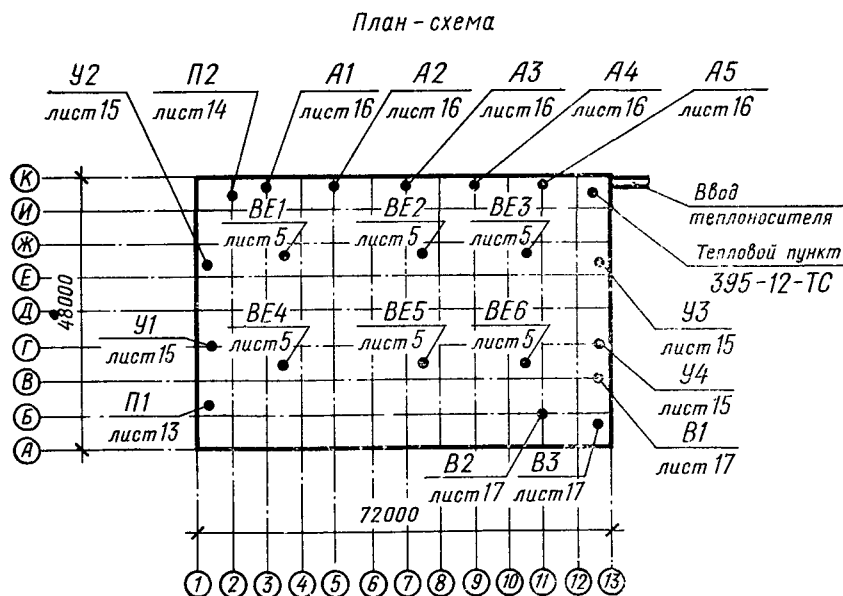 План-схема
У2 П2 А1 А2 А3 А4 А5
лист 15 лист 14 лист 16 лист 16 лист 16 лист 16 лист 16
К
И
Ж
Е
Д
Г
В
Б
А
48000
ВЕ1 ВЕ2 ВЕ3
лист 5 лист 5 лист 5
Ввод
теплоносителя
Тепловой пункт
395-12-ТС
ВЕ4 ВЕ5 ВЕ6
лист 5 лист 5 лист 5
У1
лист 15
У3
лист 15
У4
лист 15
П1
лист 13
В1
лист 17
В2 В3
лист 17 лист 17
72000
1 2 3 4 5 6 7 8 9 10 11 12 13